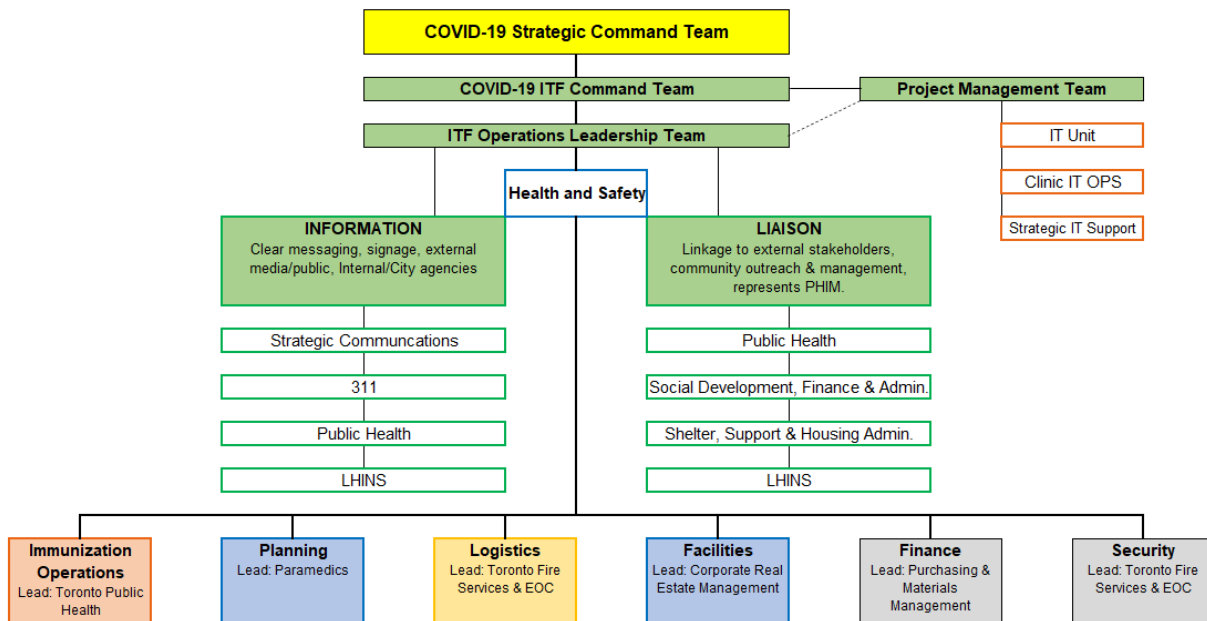 COVID-19 Strategic Command Team
COVID-19 ITF Command Team
Project Management Team
ITF Operations Leadership Team
IT Unit
Clinic IT OPS
Strategic IT Support
Health and Safety
INFORMATION
Clear messaging, signage, external
media/public, Internal/City agencies
LIAISON
Linkage to external stakeholders,
community outreach & management,
represents PHIM.
Strategic Communcations
311
Public Health
LHINS
Public Health
Social Development, Finance & Admin.
Shelter, Support & Housing Admin.
LHINS
Immunization
Operations
Lead: Toronto Public
Health
Planning
Lead: Paramedics
Logistics
Lead: Toronto Fire
Services & EOC
Facilities
Lead: Corporate Real
Estate Management
Finance
Lead: Purchasing &
Materials
Management
Security
Lead: Toronto Fire
Services & EOC